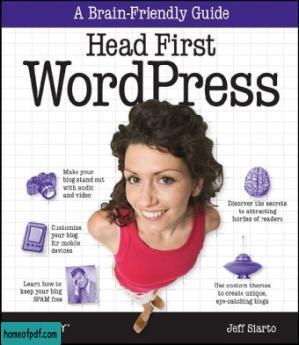 A Brain-Friendly Guide
Head First
WordPress
Make your
blog stand out
with audio
and video
Discover the secrets
to attracting
hordes of readers
Customize
your blog
for mobile
devices
Learn how to
keep your blog
SPAM free
Use custom themes
to create unique,
eye-catching blogs
Jeff Siarto
homeofpdf.com